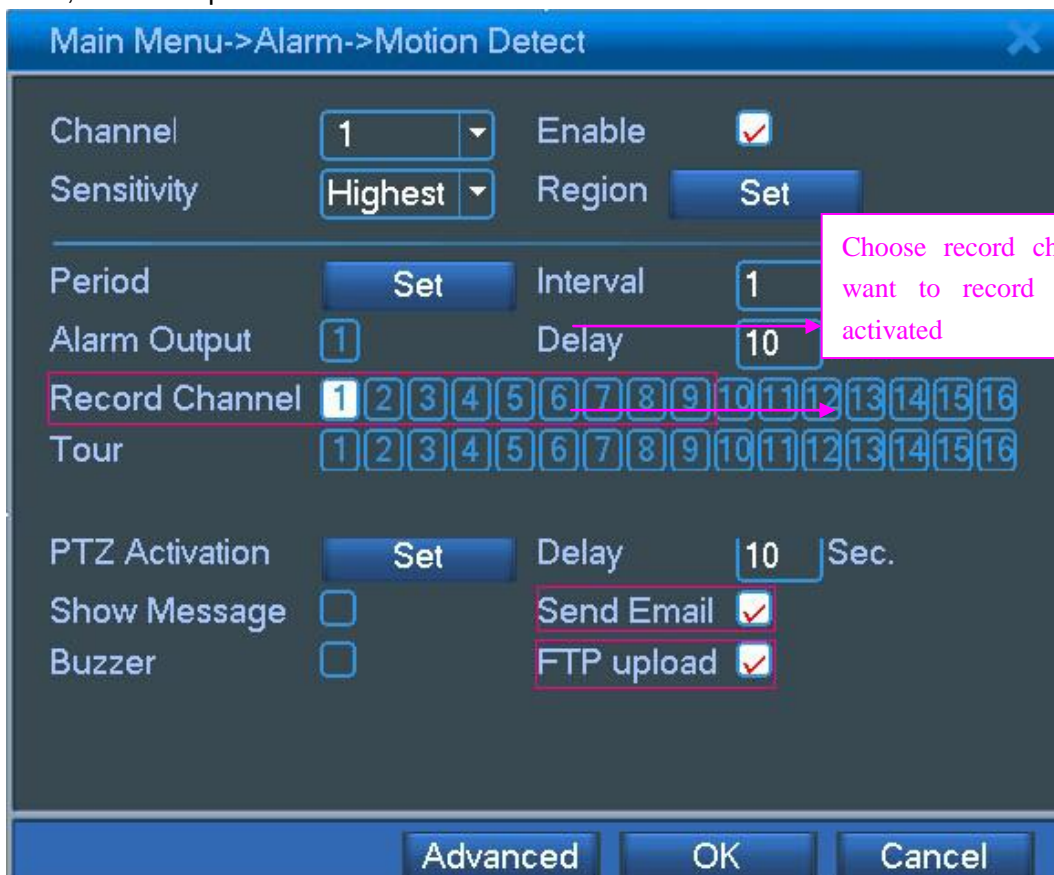 Main Menu->Alarm->Motion Detect
Channel 1 Enable
Sensitivity Highest Region Set
Period Set Interval 1
Alarm Output 1 Delay 10
Choose record
want to record
activated
Record Channel 1 2 3 4 5 6 7 8 9 10 11 12 13 14 15 16
Tour 1 2 3 4 5 6 7 8 9 10 11 12 13 14 15 16
PTZ Activation Set Delay 10 Sec.
Show Message Send Email
Buzzer FTP upload
Advanced OK Cancel